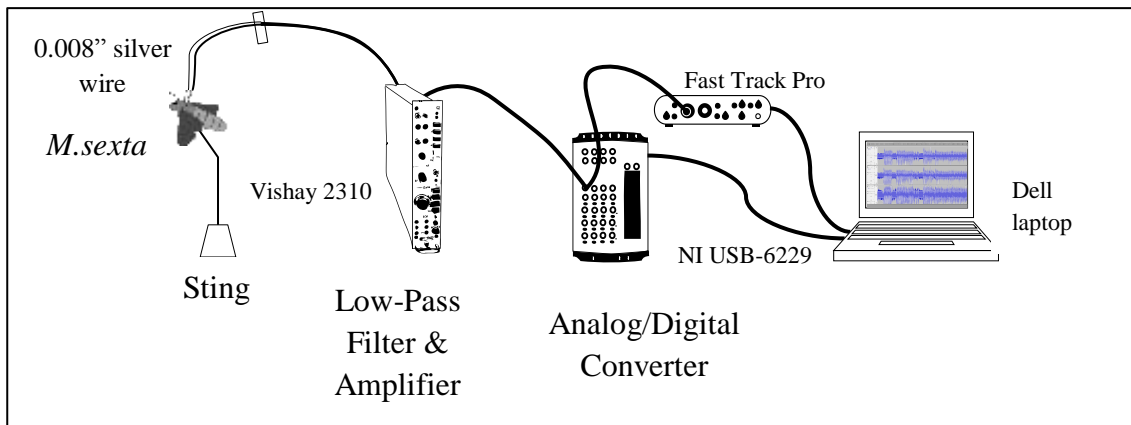 0.008” silver
wire
M.sexta
Sting
Vishay 2310
Low-Pass
Filter &
Amplifier
Fast Track Pro
NI USB-6229
Analog/Digital
Converter
Dell
laptop